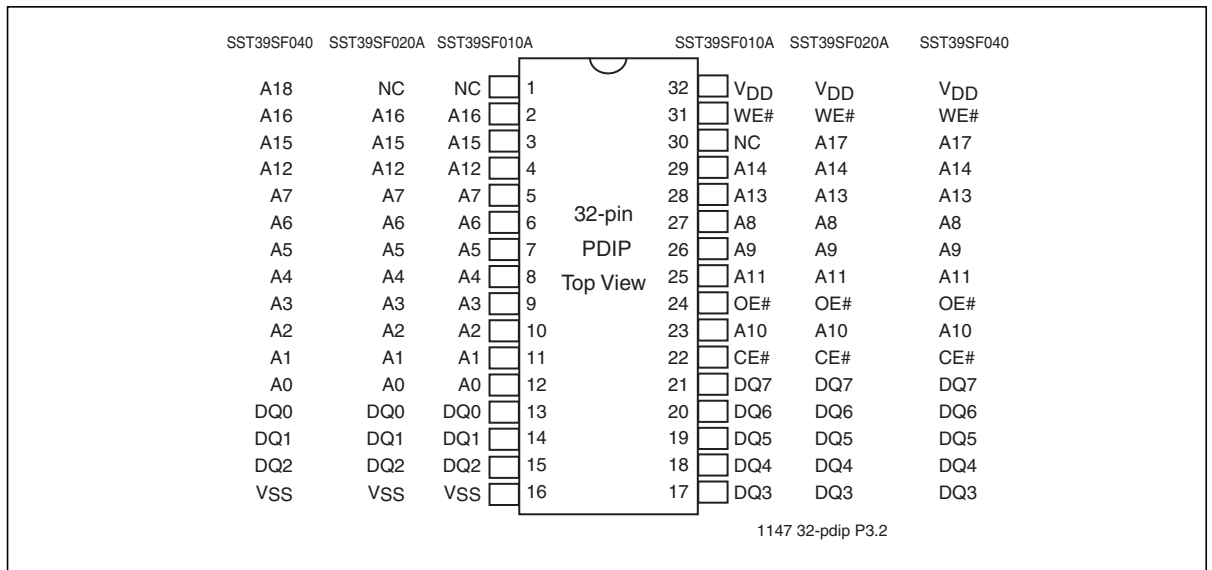 SST39SF040 SST39SF020A SST39SF010A SST39SF010A SST39SF020A SST39SF040
A18 NC NC 1 32 VDD VDD VDD
A16 A16 A16 2 31 WE# WE# WE#
A15 A15 A15 3 30 NC A17 A17
A12 A12 A12 4 29 A14 A14 A14
A7 A7 A7 5 28 A13 A13 A13
A6 A6 A6 6 32-pin 27 A8 A8 A8
A5 A5 A5 7 PDIP 26 A9 A9 A9
A4 A4 A4 8 Top View 25 A11 A11 A11
A3 A3 A3 9 24 OE# OE# OE#
A2 A2 A2 10 23 A10 A10 A10
A1 A1 A1 11 22 CE# CE# CE#
A0 A0 A0 12 21 DQ7 DQ7 DQ7
DQ0 DQ0 DQ0 13 20 DQ6 DQ6 DQ6
DQ1 DQ1 DQ1 14 19 DQ5 DQ5 DQ5
DQ2 DQ2 DQ2 15 18 DQ4 DQ4 DQ4
VSS VSS VSS 16 17 DQ3 DQ3 DQ3
1147 32-pdip P3.2